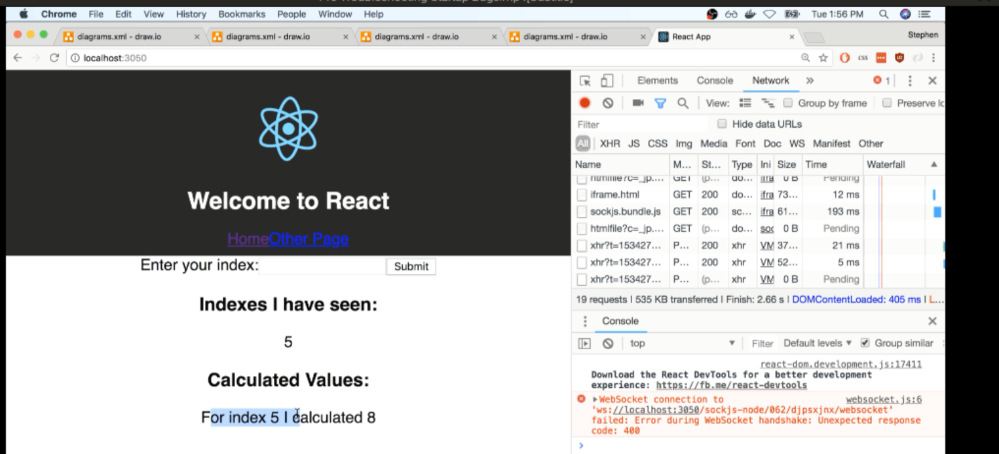 Chrome File Edit View History Bookmarks People Window Help Tue 1:56 PM
diagrams.xml - draw.io diagrams.xml - draw.io diagrams.xml - draw.io diagrams.xml - draw.io React App Stephen
localhost:3050 CSS
Elements Console Network 1
View: Group by frame Preserve lo
Filter Hide data URLs
All XHR JS CSS Img Media Font Doc WS Manifest Other
Name M... St... Type Ini Size Time Waterfall
htmlfile?c=_jp.... GET (p... do... ifra 0 B Pending
iframe.html GET 200 do... ifra 73... 12 ms
sockjs.bundle.js GET 200 sc... ifra 61... 193 ms
htmlfile?c=_jp.... GET (p... do... soc 0 B Pending
xhr?t=153427... P... 200 xhr VM 37... 21 ms
xhr?t=153427... P... 200 xhr VM 52... 5 ms
xhr?t=153427... P... (p... xhr VM 0 B Pending
19 requests | 535 KB transferred | Finish: 2.66 s | DOMContentLoaded: 405 ms | L...
Console
top Filter Default levels ▼ Group similar
react-dom.development.js:17411
Download the React DevTools for a better development
experience: https://fb.me/react-devtools
WebSocket connection to websocket.js:6
'ws://localhost:3050/sockjs-node/062/djpsxjnx/websocket'
failed: Error during WebSocket handshake: Unexpected response
code: 400
Welcome to React
HomeOther Page
Enter your index: Submit
Indexes I have seen:
5
Calculated Values:
For index 5 I calculated 8